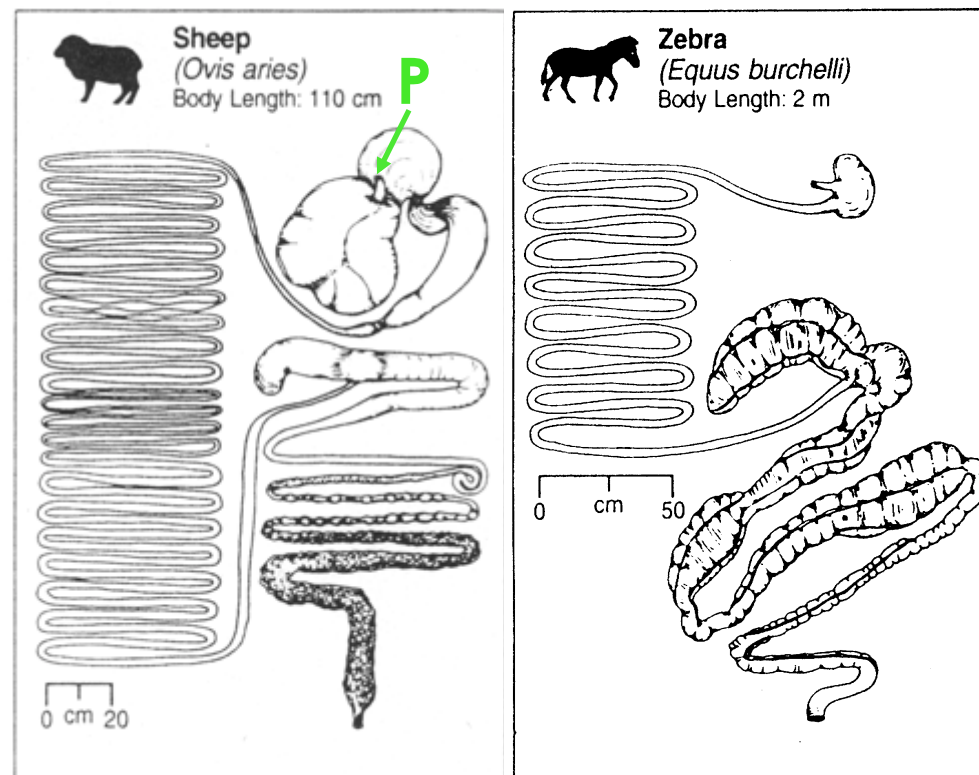 Sheep
(Ovis aries)
Body Length: 110 cm
P
0 cm 20
Zebra
(Equus burchelli)
Body Length: 2 m
0 cm 50